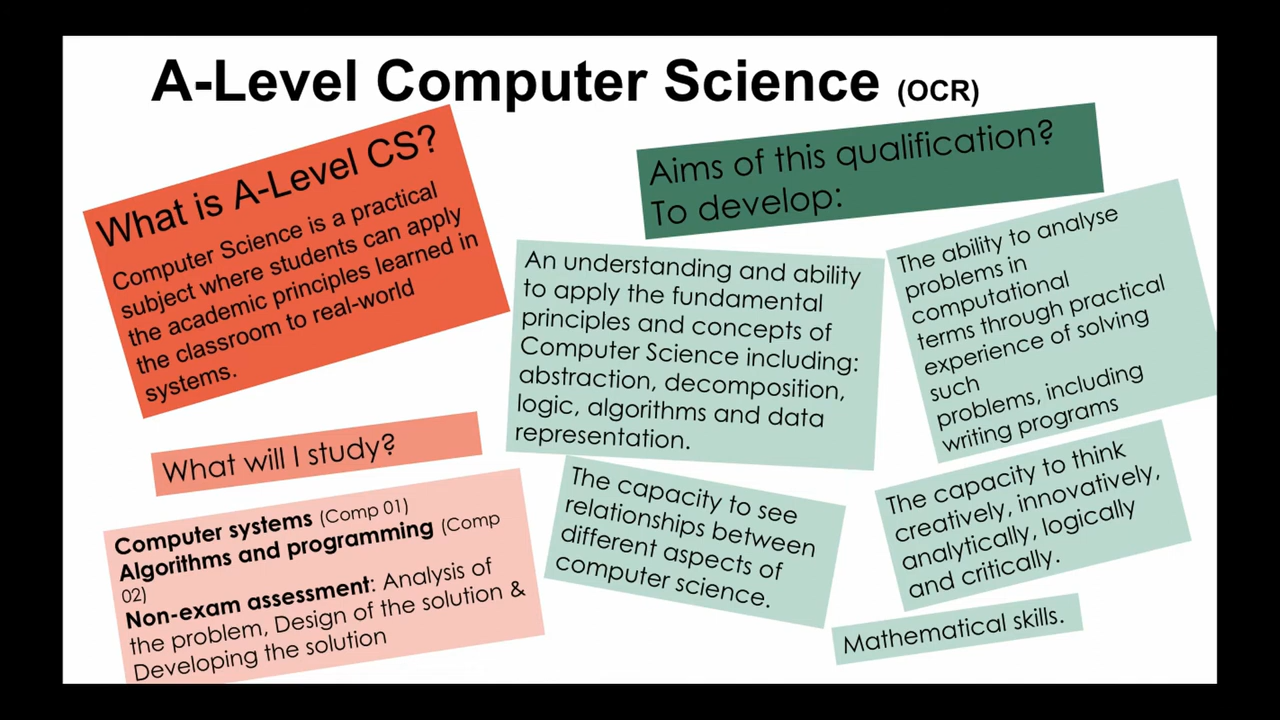 A-Level Computer Science (OCR)
What is A-Level CS?
Computer Science is a practical
subject where students can apply
the academic principles learned in
the classroom to real-world
systems.
What will I study?
Computer systems (Comp 01)
Algorithms and programming (Comp
02)
Non-exam assessment: Analysis of
the problem, Design of the solution &
Developing the solution
Aims of this qualification?
To develop:
An understanding and ability
to apply the fundamental
principles and concepts of
Computer Science including:
abstraction, decomposition,
logic, algorithms and data
representation.
The ability to analyse
problems in
computational
terms through practical
experience of solving
such
problems, including
writing programs
The capacity to see
relationships between
different aspects of
computer science.
The capacity to think
creatively, innovatively,
analytically, logically
and critically.
Mathematical skills.